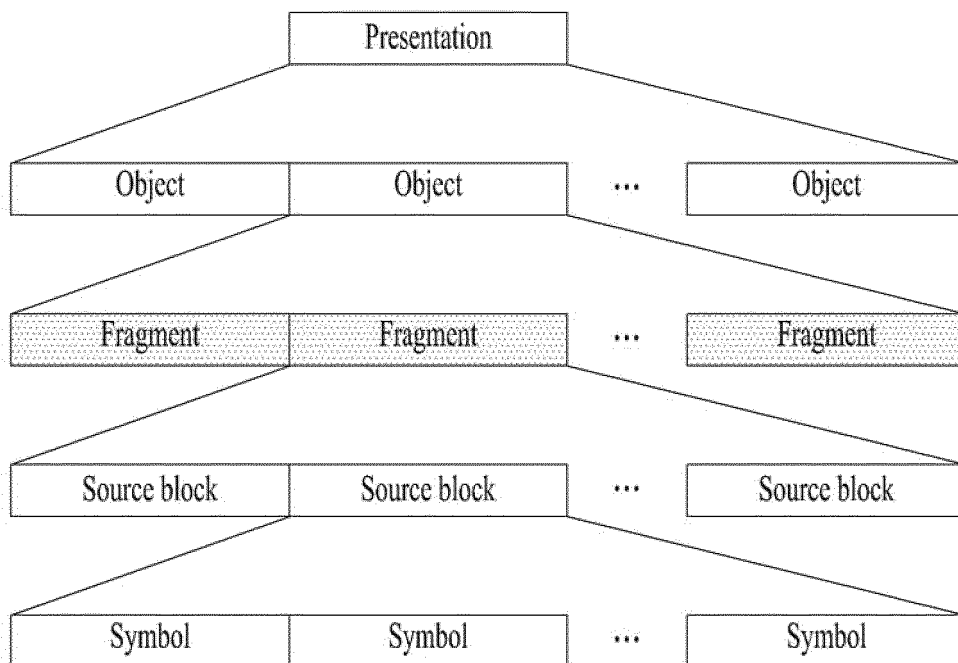 Presentation
Object Object ... Object
Fragment Fragment ... Fragment
Source block Source block ... Source block
Symbol Symbol ... Symbol